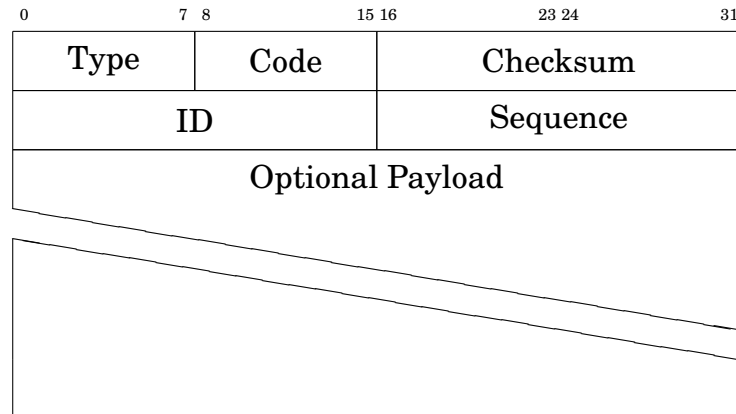 0 7 8 15 16 23 24 31
Type Code Checksum
ID Sequence
Optional Payload